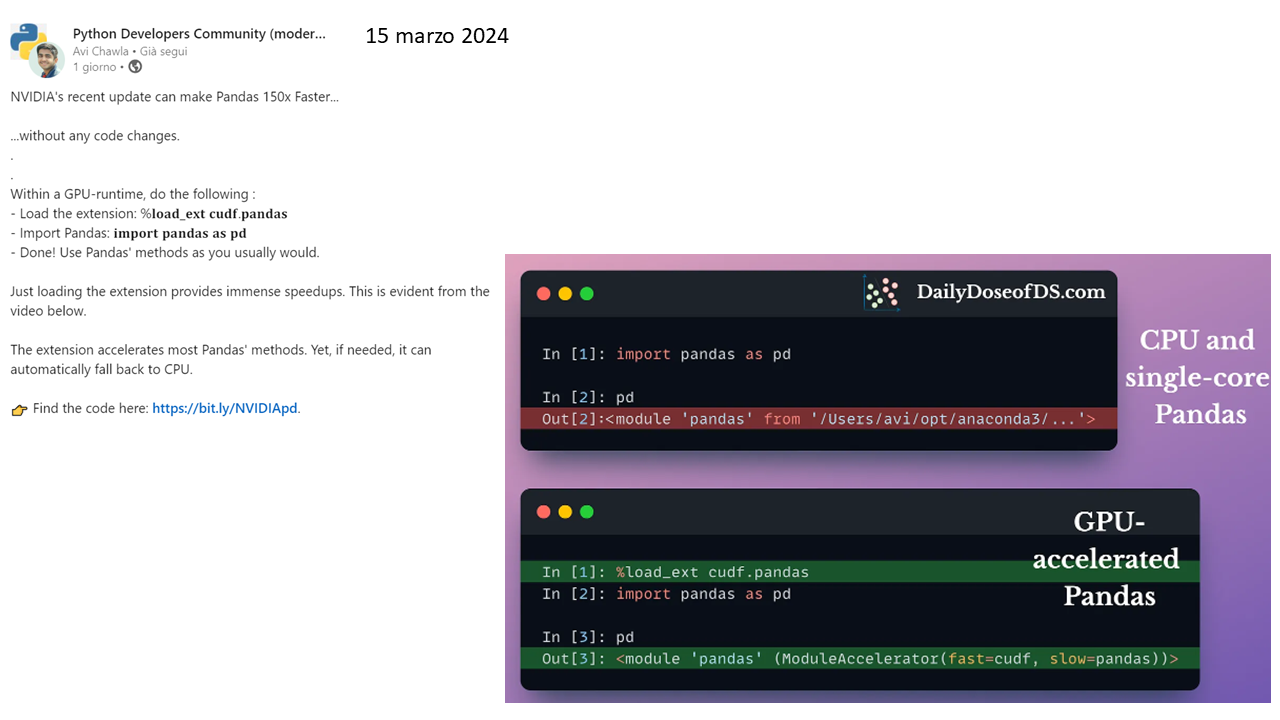 Python Developers Community (moder...
15 marzo 2024
Avi Chawla • Già segui
1 giorno •
NVIDIA's recent update can make Pandas 150x Faster...
...without any code changes.
.
.
Within a GPU-runtime, do the following :
- Load the extension: %load_ext cudf.pandas
- Import Pandas: import pandas as pd
- Done! Use Pandas' methods as you usually would.
Just loading the extension provides immense speedups. This is evident from the
video below.
The extension accelerates most Pandas' methods. Yet, if needed, it can
automatically fall back to CPU.
👉 Find the code here: https://bit.ly/NVIDIApd.
DailyDoseofDS.com
In [1]: import pandas as pd
In [2]: pd
Out[2]:<module 'pandas' from '/Users/avi/opt/anaconda3/...'>
CPU and
single-core
Pandas
GPU-
accelerated
Pandas
In [1]: %load_ext cudf.pandas
In [2]: import pandas as pd
In [3]: pd
Out[3]: <module 'pandas' (ModuleAccelerator(fast=cudf, slow=pandas))>